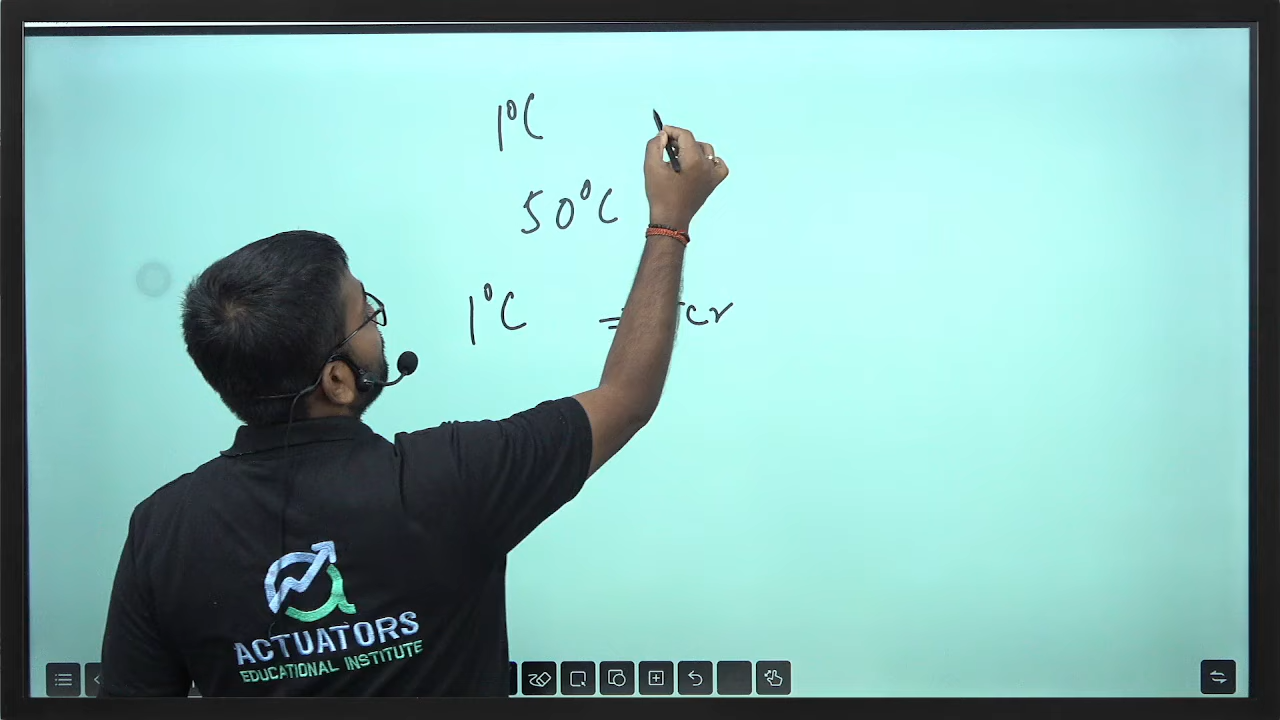 1°C
50°C
1°C =
ACTUATORS
EDUCATIONAL INSTITUTE